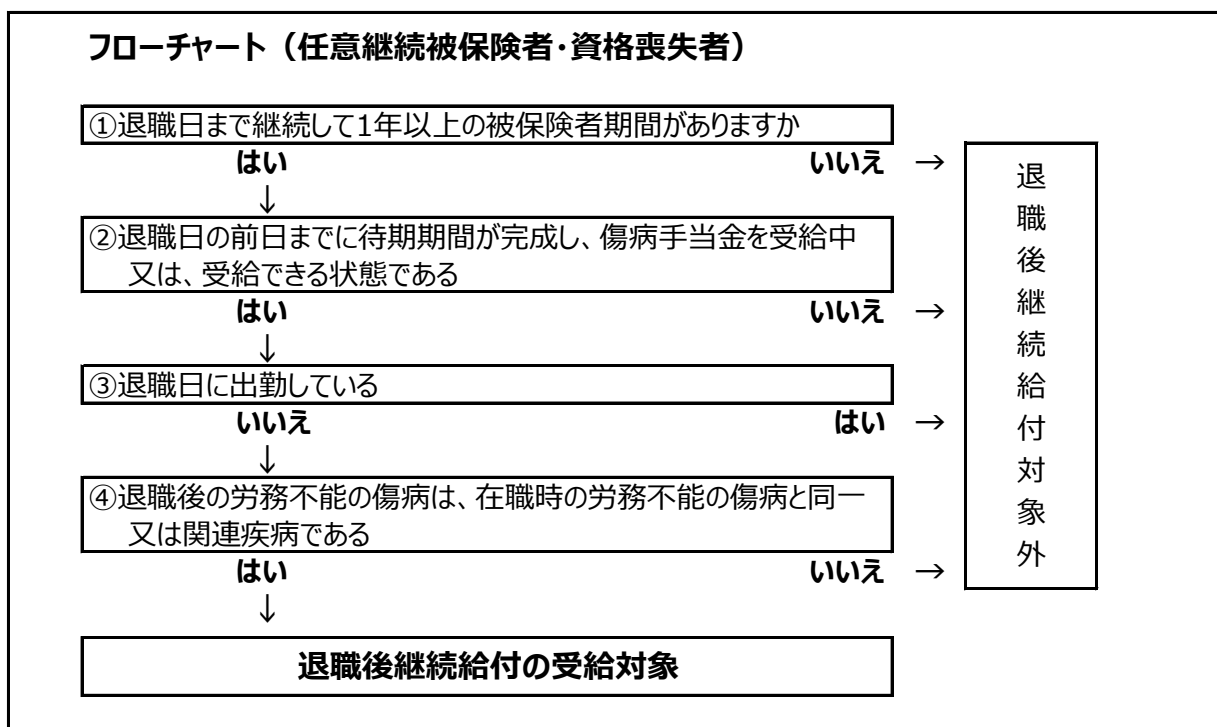 フローチャート（任意継続被保険者・資格喪失者）
①退職日まで継続して1年以上の被保険者期間がありますか
はい いいえ →
↓
②退職日の前日までに待期期間が完成し、傷病手当金を受給中
又は、受給できる状態である
はい いいえ →
↓
③退職日に出勤している
いいえ はい →
↓
④退職後の労務不能の傷病は、在職時の労務不能の傷病と同一
又は関連疾病である
はい いいえ →
↓
退職後継続給付の受給対象
退職後継続給付対象外